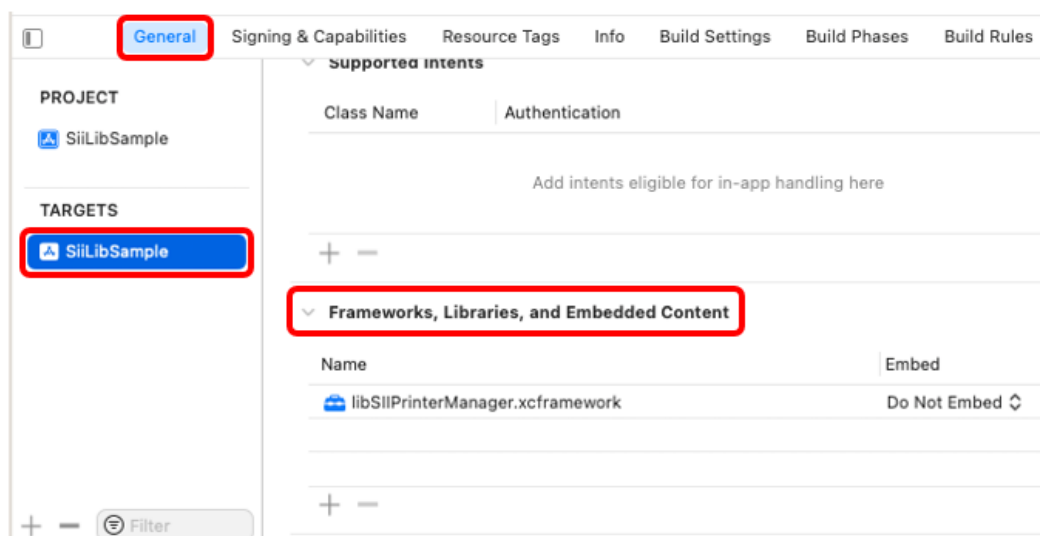 General Signing & Capabilities Resource Tags Info Build Settings Build Phases Build Rules
Supported Intents
PROJECT
Class Name Authentication
SiiLibSample
Add intents eligible for in-app handling here
TARGETS
SiiLibSample
Frameworks, Libraries, and Embedded Content
Name Embed
libSIIPrinterManager.xcframework Do Not Embed
Filter